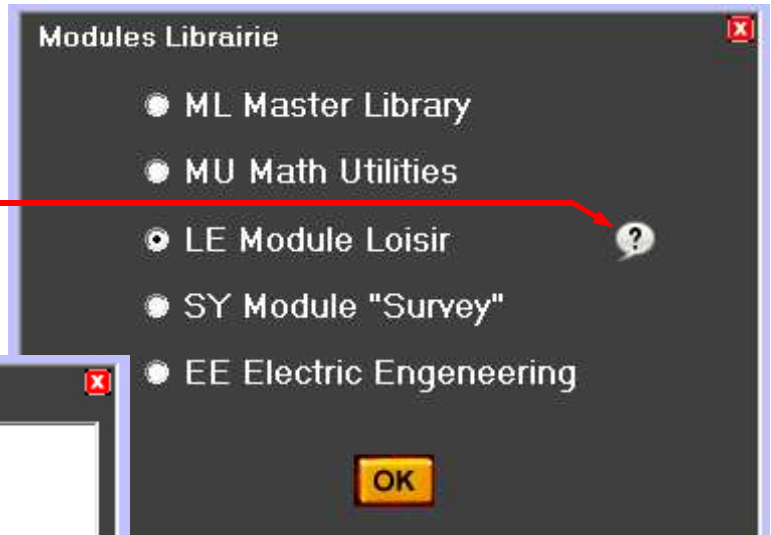 Modules Librairie
ML Master Library
MU Math Utilities
LE Module Loisir
?
SY Module "Survey"
EE Electric Engeneering
OK